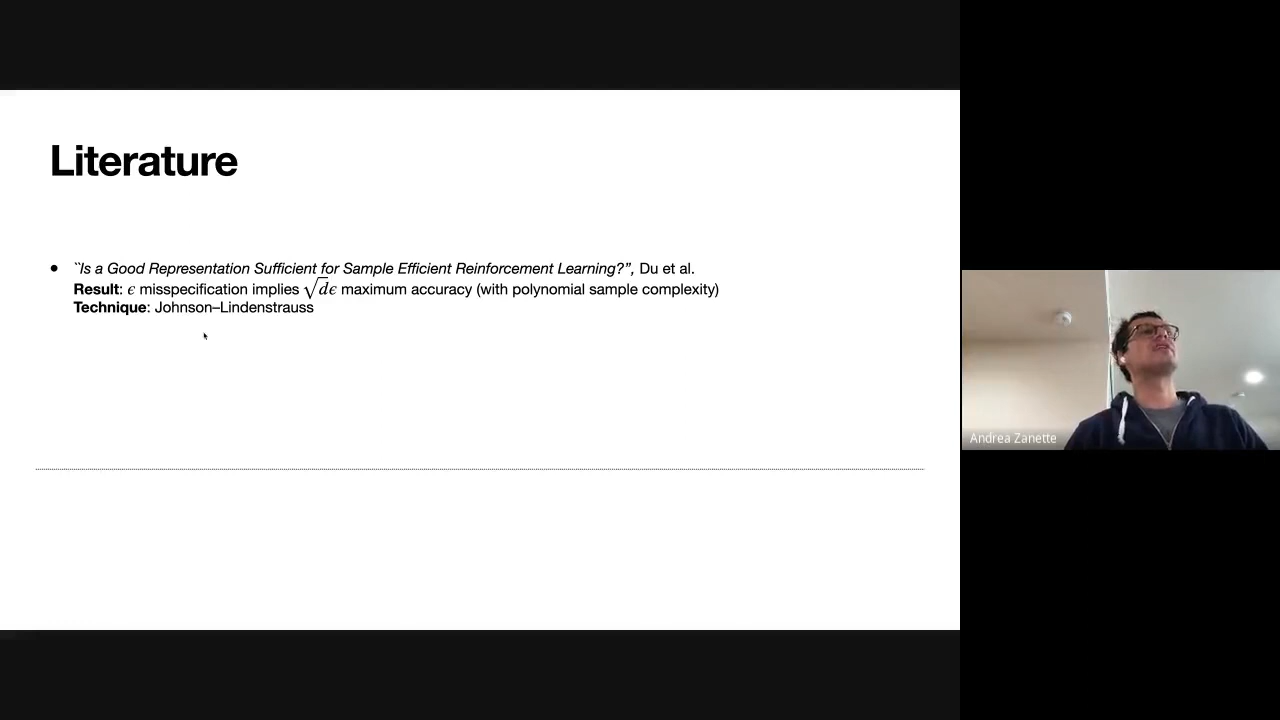 Literature
• ``Is a Good Representation Sufficient for Sample Efficient Reinforcement Learning?”, Du et al.
Result: ϵ misspecification implies √dϵ maximum accuracy (with polynomial sample complexity)
Technique: Johnson–Lindenstrauss
Andrea Zanette